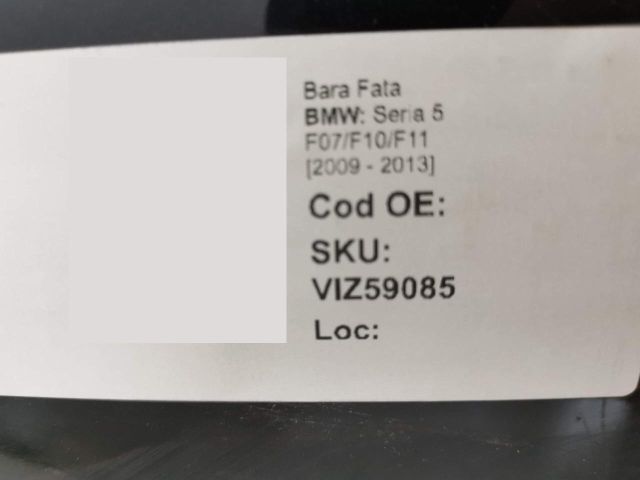 Bara Fata
BMW: Seria 5
F07/F10/F11
[2009 - 2013]
Cod OE:
SKU:
VIZ59085
Loc: